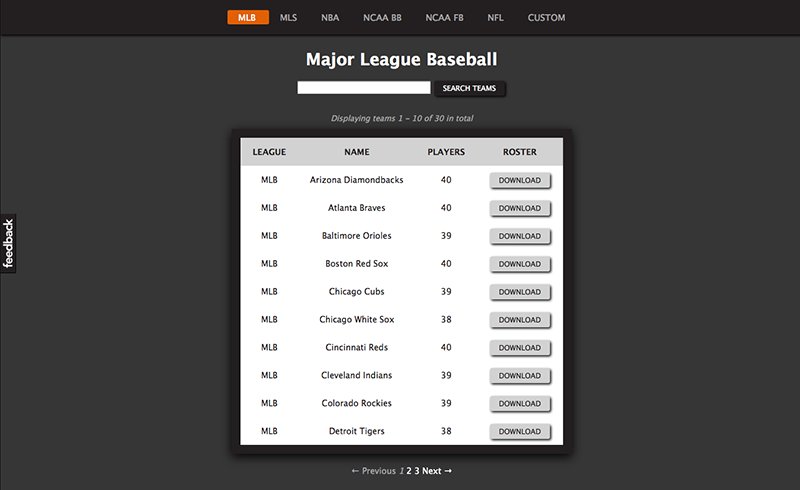 MLB MLS NBA NCAA BB NCAA FB NFL CUSTOM
Major League Baseball
SEARCH TEAMS
Displaying teams 1 - 10 of 30 in total
LEAGUE NAME PLAYERS ROSTER
MLB Arizona Diamondbacks 40 DOWNLOAD
MLB Atlanta Braves 40 DOWNLOAD
MLB Baltimore Orioles 39 DOWNLOAD
feedback
MLB Boston Red Sox 40 DOWNLOAD
MLB Chicago Cubs 39 DOWNLOAD
MLB Chicago White Sox 38 DOWNLOAD
MLB Cincinnati Reds 40 DOWNLOAD
MLB Cleveland Indians 39 DOWNLOAD
MLB Colorado Rockies 39 DOWNLOAD
MLB Detroit Tigers 38 DOWNLOAD
← Previous 1 2 3 Next →